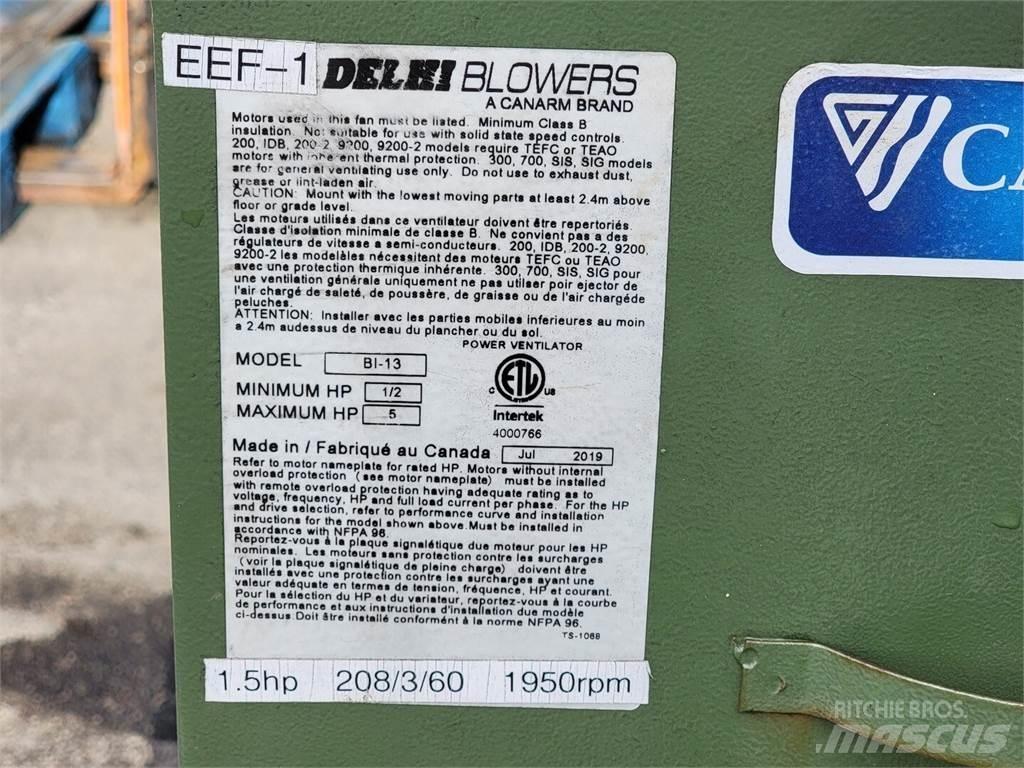 EEF-1 DELHI BLOWERS
A CANARM BRAND
Motors used in this fan must be listed. Minimum Class B
insulation. Not suitable for use with solid state speed controls.
200, IDB, 200-2, 9200, 9200-2 models require TEFC or TEAO
motors with inherent thermal protection. 300, 700, SIS, SIG models
are for general ventilating use only. Do not use to exhaust dust,
grease or lint-laden air.
CAUTION: Mount with the lowest moving parts at least 2.4m above
floor or grade level.
Les moteurs utilisés dans ce ventilateur doivent être repertoriés.
Classe d'isolation minimale de classe B. Ne convient pas a des
régulateurs de vitesse a semi-conducteurs. 200, IDB, 200-2, 9200,
9200-2 les modelèles nécessitent des moteurs TEFC ou TEAO
avec une protection thermique inhérente. 300, 700, SIS, SIG pour
une ventilation générale uniquement ne pas utiliser poir ejector de
l'air chargé de saleté, de poussère, de graisse ou de l'air chargéde
peluches.
ATTENTION: Installer avec les parties mobiles inferieures au moin
a 2.4m audessus de niveau du plancher ou du sol.
POWER VENTILATOR
MODEL BI-13
MINIMUM HP 1/2
MAXIMUM HP 5
C ETL US
LISTED
Intertek
4000766
Made in / Fabriqué au Canada Jul 2019
Refer to motor nameplate for rated HP. Motors without internal
overload protection (see motor nameplate) must be installed
with remote overload protection having adequate rating as to
voltage, frequency, HP and full load current per phase. For the HP
and drive selection, refer to performance curve and installation
instructions for the model shown above. Must be installed in
accordance with NFPA 96.
Reportez-vous à la plaque signalétique due moteur pour les HP
nominales. Les moteurs sans protection contre les surcharges
(voir la plaque signalétique de pleine charge) doivent être
installés avec une protection contre les surcharges ayant une
valeur adéquate en termes de tension, fréquence, HP et courant.
Pour la sélection du HP et du variateur, reportez-vous à la courbe
de performance et aux instructions d'installation due modèle
ci-dessus. Doit être installé conformént à la norme NFPA 96.
TS-1068
1.5hp 208/3/60 1950rpm
CA
RITCHIE BROS.
mascus